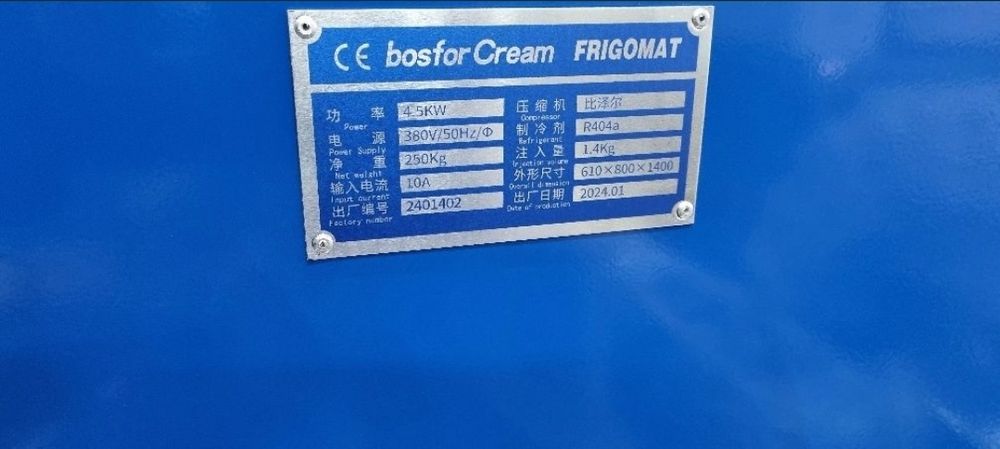 CE bosfor Cream FRIGOMAT
功率 4.5KW 压缩机 比泽尔
Power Compressor
电源 380V/50Hz/Φ 制冷剂 R404a
Power Supply Refrigerant
净重 250Kg 注入量 1.4Kg
Net weight Injection volume
输入电流 10A 外形尺寸 610×800×1400
Input current Overall dimension
出厂编号 2401402 出厂日期 2024.01
Factory number Date of production